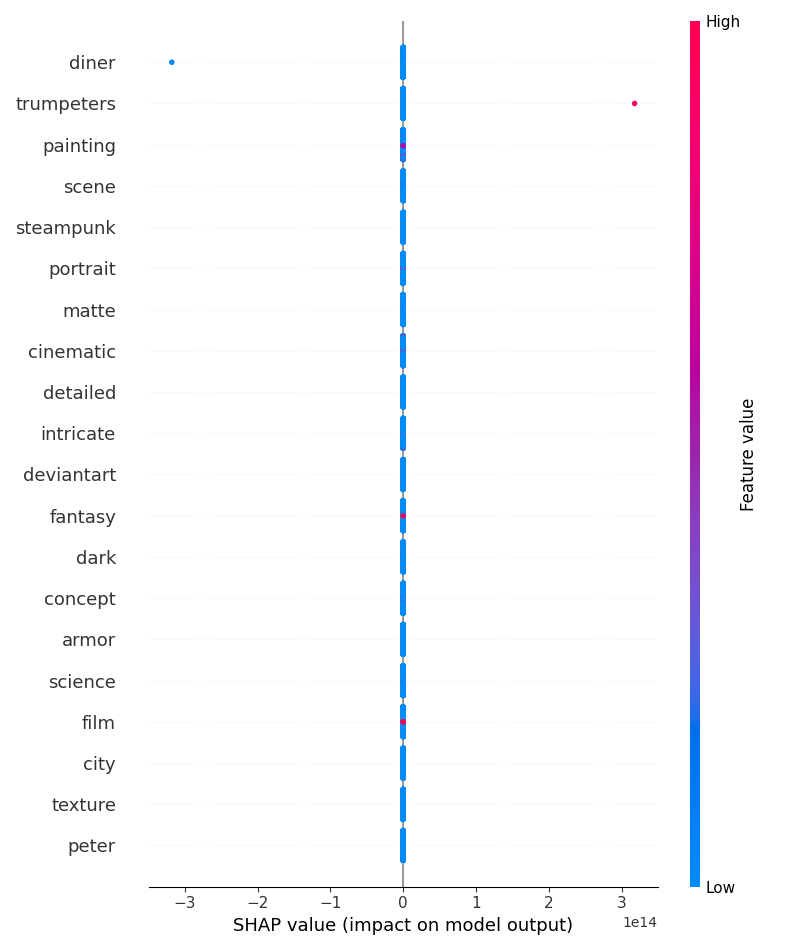 High
diner
trumpeters
painting
scene
steampunk
portrait
matte
cinematic
detailed
intricate
deviantart
fantasy
dark
concept
armor
science
film
city
texture
peter
Feature value
Low
−3 −2 −1 0 1 2 3
1e14
SHAP value (impact on model output)